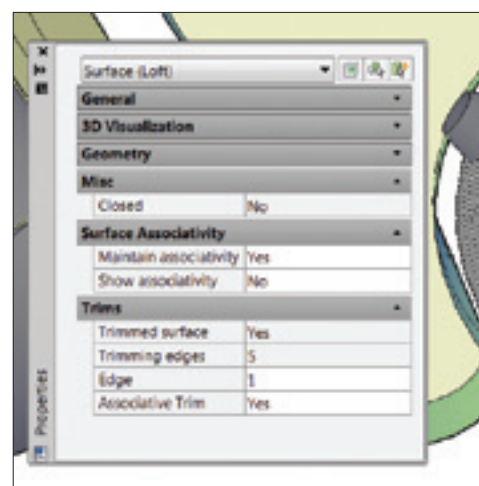 Surface (Loft)
General
3D Visualization
Geometry
Misc
Closed No
Surface Associativity
Maintain associativity Yes
Show associativity No
Trims
Trimmed surface Yes
Trimming edges 5
Edge 1
Associative Trim Yes
Properties